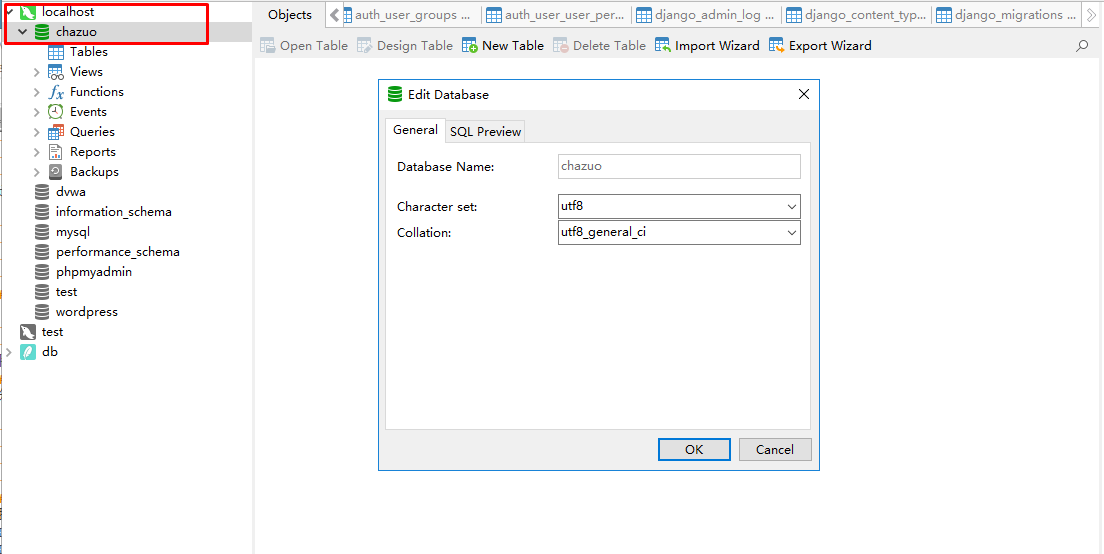 localhost
chazuo
Tables
Views
Functions
Events
Queries
Reports
Backups
dvwa
information_schema
mysql
performance_schema
phpmyadmin
test
wordpress
test
db
Objects
auth_user_groups ...
auth_user_user_per...
django_admin_log ...
django_content_typ...
django_migrations ...
Open Table
Design Table
New Table
Delete Table
Import Wizard
Export Wizard
Edit Database
General
SQL Preview
Database Name:
chazuo
Character set:
utf8
Collation:
utf8_general_ci
OK
Cancel